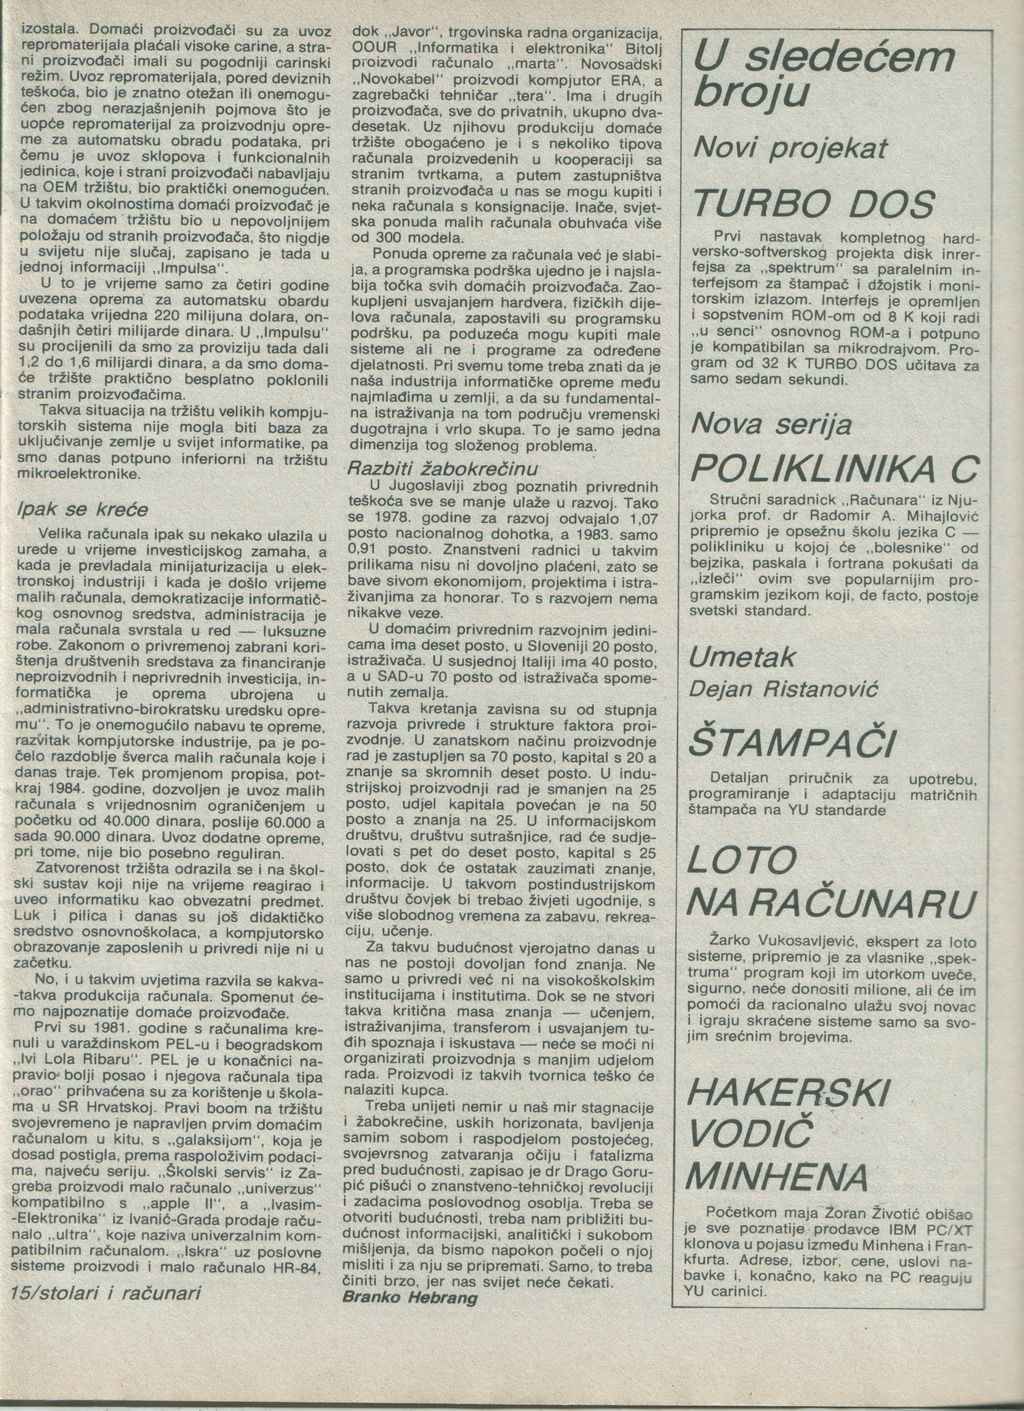 izostala. Domaći proizvođači su za uvoz
repromaterijala plaćali visoke carine, a stra-
ni proizvođači imali su pogodniji carinski
režim. Uvoz repromaterijala, pored deviznih
teškoća, bio je znatno otežan ili onemogu-
ćen zbog nerazjašnjenih pojmova što je
uopće repromaterijal za proizvodnju opre-
me za automatsku obradu podataka, pri
čemu je uvoz sklopova i funkcionalnih
jedinica, koje i strani proizvođači nabavljaju
na OEM tržištu, bio praktički onemogućen.
U takvim okolnostima domaći proizvođač je
na domaćem tržištu bio u nepovoljnijem
položaju od stranih proizvođača, što nigdje
u svijetu nije slučaj, zapisano je tada u
jednoj informaciji „Impulsa".
U to je vrijeme samo za četiri godine
uvezena oprema za automatsku obardu
podataka vrijedna 220 milijuna dolara, on-
dašnjih četiri milijarde dinara. U „Impulsu"
su procijenili da smo za proviziju tada dali
1,2 do 1,6 milijardi dinara, a da smo doma-
će tržište praktično besplatno poklonili
stranim proizvođačima.
Takva situacija na tržištu velikih kompju-
torskih sistema nije mogla biti baza za
uključivanje zemlje u svijet informatike, pa
smo danas potpuno inferiorni na tržištu
mikroelektronike.
Ipak se kreće
Velika računala ipak su nekako ulazila u
urede u vrijeme investicijskog zamaha, a
kada je prevladala minijaturizacija u elek-
tronskoj industriji i kada je došlo vrijeme
malih računala, demokratizacije informatič-
kog osnovnog sredstva, administracija je
mala računala svrstala u red — luksuzne
robe. Zakonom o privremenoj zabrani kori-
štenja društvenih sredstava za financiranje
neproizvodnih i neprivrednih investicija, in-
formatička je oprema ubrojena u
„administrativno-birokratsku uredsku opre-
mu". To je onemogućilo nabavu te opreme,
razvitak kompjutorske industrije, pa je po-
čelo razdoblje šverca malih računala koje i
danas traje. Tek promjenom propisa, pot-
kraj 1984. godine, dozvoljen je uvoz malih
računala s vrijednosnim ograničenjem u
početku od 40.000 dinara, poslije 60.000 a
sada 90.000 dinara. Uvoz dodatne opreme,
pri tome, nije bio posebno reguliran.
Zatvorenost tržišta odrazila se i na škol-
ski sustav koji nije na vrijeme reagirao i
uveo informatiku kao obvezatni predmet.
Luk i pilica i danas su još didaktičko
sredstvo osnovnoškolaca, a kompjutorsko
obrazovanje zaposlenih u privredi nije ni u
začetku.
No, i u takvim uvjetima razvila se kakva-
-takva produkcija računala. Spomenut će-
mo najpoznatije domaće proizvođače.
Prvi su 1981. godine s računalima kre-
nuli u varaždinskom PEL-u i beogradskom
„Ivi Lola Ribaru". PEL je u konačnici na-
pravio bolji posao i njegova računala tipa
„orao" prihvaćena su za korištenje u škola-
ma u SR Hrvatskoj. Pravi boom na tržištu
svojevremeno je napravljen prvim domaćim
računalom u kitu, s „galaksijom", koja je
dosad postigla, prema raspoloživim podaci-
ma, najveću seriju. „Školski servis" iz Za-
greba proizvodi malo računalo „univerzus"
kompatibilno s „apple II", a „Ivasim-
-Elektronika" iz Ivanić-Grada prodaje raču-
nalo „ultra", koje naziva univerzalnim kom-
patibilnim računalom. „Iskra" uz poslovne
sisteme proizvodi i malo računalo HR-84,
15/stolari i računari
dok „Javor", trgovinska radna organizacija,
OOUR „Informatika i elektronika" Bitolj
proizvodi računalo „marta". Novosadski
„Novokabel" proizvodi kompjutor ERA, a
zagrebački tehničar „tera". Ima i drugih
proizvođača, sve do privatnih, ukupno dva-
desetak. Uz njihovu produkciju domaće
tržište obogaćeno je i s nekoliko tipova
računala proizvedenih u kooperaciji sa
stranim tvrtkama, a putem zastupništva
stranih proizvođača u nas se mogu kupiti i
neka računala s konsignacije. Inače, svjet-
ska ponuda malih računala obuhvaća više
od 300 modela.
Ponuda opreme za računala već je slabi-
ja, a programska podrška ujedno je i najsla-
bija točka svih domaćih proizvođača. Zao-
kupljeni usvajanjem hardvera, fizičkih dije-
lova računala, zapostavili su programsku
podršku, pa poduzeća mogu kupiti male
sisteme ali ne i programe za određene
djelatnosti. Pri svemu tome treba znati da je
naša industrija informatičke opreme među
najmlađima u zemlji, a da su fundamental-
na istraživanja na tom području vremenski
dugotrajna i vrlo skupa. To je samo jedna
dimenzija tog složenog problema.
Razbiti žabokrečinu
U Jugoslaviji zbog poznatih privrednih
teškoća sve se manje ulaže u razvoj. Tako
se 1978. godine za razvoj odvajalo 1,07
posto nacionalnog dohotka, a 1983. samo
0,91 posto. Znanstveni radnici u takvim
prilikama nisu ni dovoljno plaćeni, zato se
bave sivom ekonomijom, projektima i istra-
živanjima za honorar. To s razvojem nema
nikakve veze.
U domaćim privrednim razvojnim jedini-
cama ima deset posto, u Sloveniji 20 posto,
istraživača. U susjednoj Italiji ima 40 posto,
a u SAD-u 70 posto od istraživača spome-
nutih zemalja.
Takva kretanja zavisna su od stupnja
razvoja privrede i strukture faktora proi-
zvodnje. U zanatskom načinu proizvodnje
rad je zastupljen sa 70 posto, kapital s 20 a
znanje sa skromnih deset posto. U indu-
strijskoj proizvodnji rad je smanjen na 25
posto, udjel kapitala povećan je na 50
posto a znanja na 25. U informacijskom
društvu, društvu sutrašnjice, rad će sudje-
lovati s pet do deset posto, kapital s 25
posto, dok će ostatak zauzimati znanje,
informacije. U takvom postindustrijskom
društvu čovjek bi trebao živjeti ugodnije, s
više slobodnog vremena za zabavu, rekrea-
ciju, učenje.
Za takvu budućnost vjerojatno danas u
nas ne postoji dovoljan fond znanja. Ne
samo u privredi već ni na visokoškolskim
institucijama i institutima. Dok se ne stvori
takva kritična masa znanja — učenjem,
istraživanjima, transferom i usvajanjem tu-
đih spoznaja i iskustava — neće se moći ni
organizirati proizvodnja s manjim udjelom
rada. Proizvodi iz takvih tvornica teško će
nalaziti kupca.
Treba unijeti nemir u naš mir stagnacije
i žabokrečine, uskih horizonata, bavljenja
samim sobom i raspodjelom postojećeg,
svojevrsnog zatvaranja očiju i fatalizma
pred budućnosti, zapisao je dr Drago Goru-
pić pišući o znanstveno-tehničkoj revoluciji
i zadacima poslovodnog osoblja. Treba se
otvoriti budućnosti, treba nam približiti bu-
dućnost informacijski, analitički i sukobom
mišljenja, da bismo napokon počeli o njoj
misliti i za nju se pripremati. Samo, to treba
činiti brzo, jer nas svijet neće čekati.
Branko Hebrang
U sledećem
broju
Novi projekat
TURBO DOS
Prvi nastavak kompletnog hard-
versko-softverskog projekta disk inrer-
fejsa za „spektrum" sa paralelnim in-
terfejsom za štampač i džojstik i moni-
torskim izlazom. Interfejs je opremljen
i sopstvenim ROM-om od 8 K koji radi
„u senci" osnovnog ROM-a i potpuno
je kompatibilan sa mikrodrajvom. Pro-
gram od 32 K TURBO DOS učitava za
samo sedam sekundi.
Nova serija
POLIKLINIKA C
Stručni saradnick „Računara" iz Nju-
jorka prof. dr Radomir A. Mihajlović
pripremio je opsežnu školu jezika C —
polikliniku u kojoj će „bolesnike" od
bejzika, paskala i fortrana pokušati da
„izleči" ovim sve popularnijim pro-
gramskim jezikom koji, de facto, postoje
svetski standard.
Umetak
Dejan Ristanović
ŠTAMPAČI
Detaljan priručnik za upotrebu,
programiranje i adaptaciju matričnih
štampača na YU standarde
LOTO
NA RAČUNARU
Žarko Vukosavljević, ekspert za loto
sisteme, pripremio je za vlasnike „spek-
truma" program koji im utorkom uveče,
sigurno, neće donositi milione, ali će im
pomoći da racionalno ulažu svoj novac
i igraju skraćene sisteme samo sa svo-
jim srećnim brojevima.
HAKERSKI
VODIČ
MINHENA
Početkom maja Zoran Životić obišao
je sve poznatije prodavce IBM PC/XT
klonova u pojasu između Minhena i Fran-
kfurta. Adrese, izbor, cene, uslovi na-
bavke i, konačno, kako na PC reaguju
YU carinici.